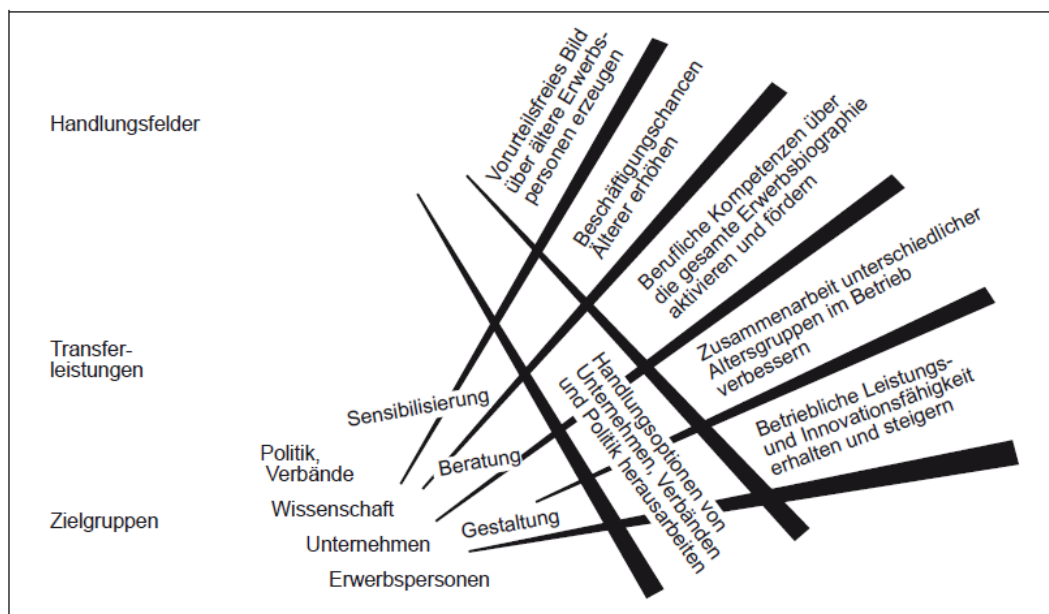 Handlungsfelder
Vorurteilsfreies Bild
über ältere Erwerbs-
personen erzeugen
Beschäftigungschancen
Älterer erhöhen
Berufliche Kompetenzen über
die gesamte Erwerbsbiographie
aktivieren und fördern
Zusammenarbeit unterschiedlicher
Altersgruppen im Betrieb
verbessern
Betriebliche Leistungs-
und Innovationsfähigkeit
erhalten und steigern
Handlungsoptionen von
Unternehmen, Verbänden
und Politik herausarbeiten
Transfer-
leistungen
Sensibilisierung
Beratung
Gestaltung
Zielgruppen
Politik,
Verbände
Wissenschaft
Unternehmen
Erwerbspersonen